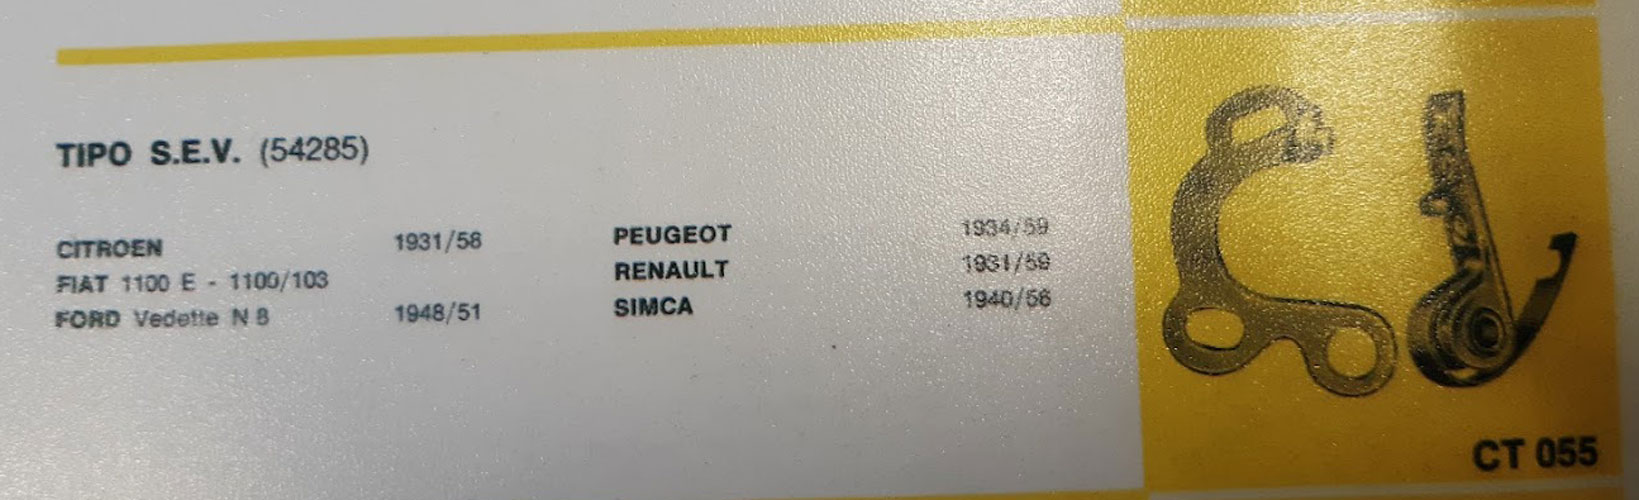 TIPO S.E.V. (54285)
CITROEN 1931/58
FIAT 1100 E - 1100/103
FORD Vedette N 8 1948/51
PEUGEOT 1934/59
RENAULT 1931/59
SIMCA 1940/56
CT 055